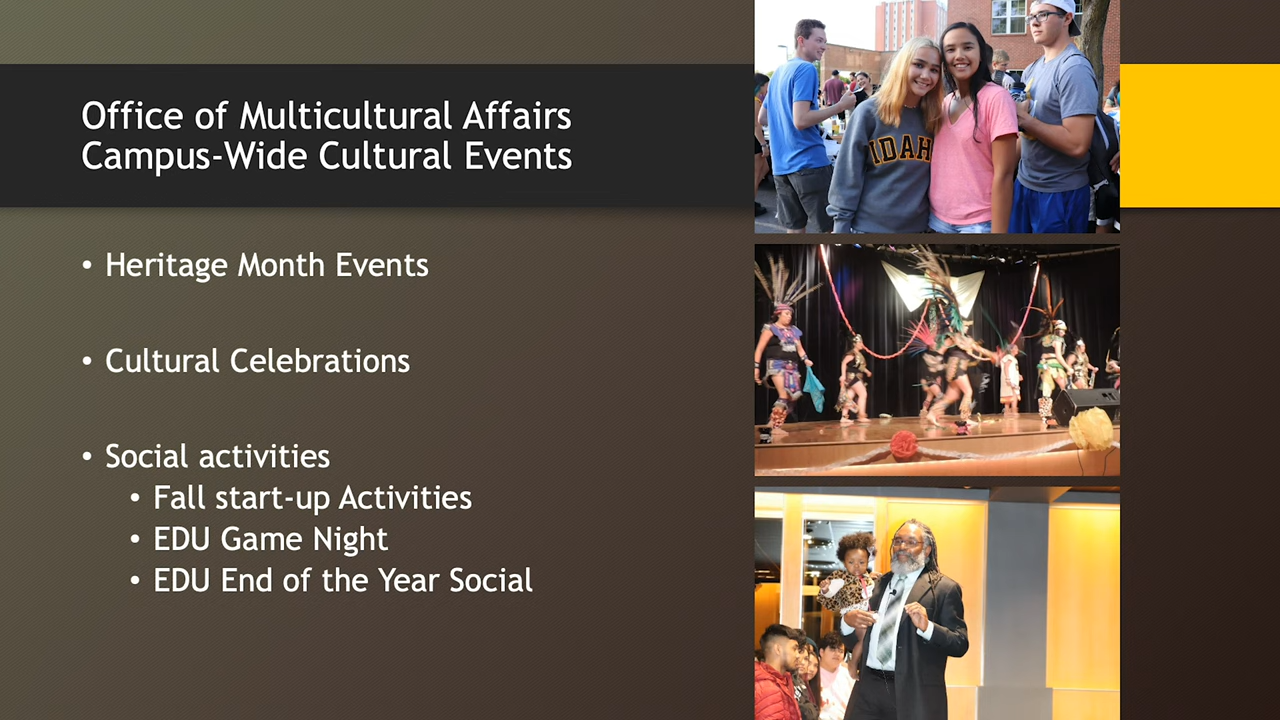 Office of Multicultural Affairs
Campus-Wide Cultural Events
• Heritage Month Events
• Cultural Celebrations
• Social activities
• Fall start-up Activities
• EDU Game Night
• EDU End of the Year Social
IDAH